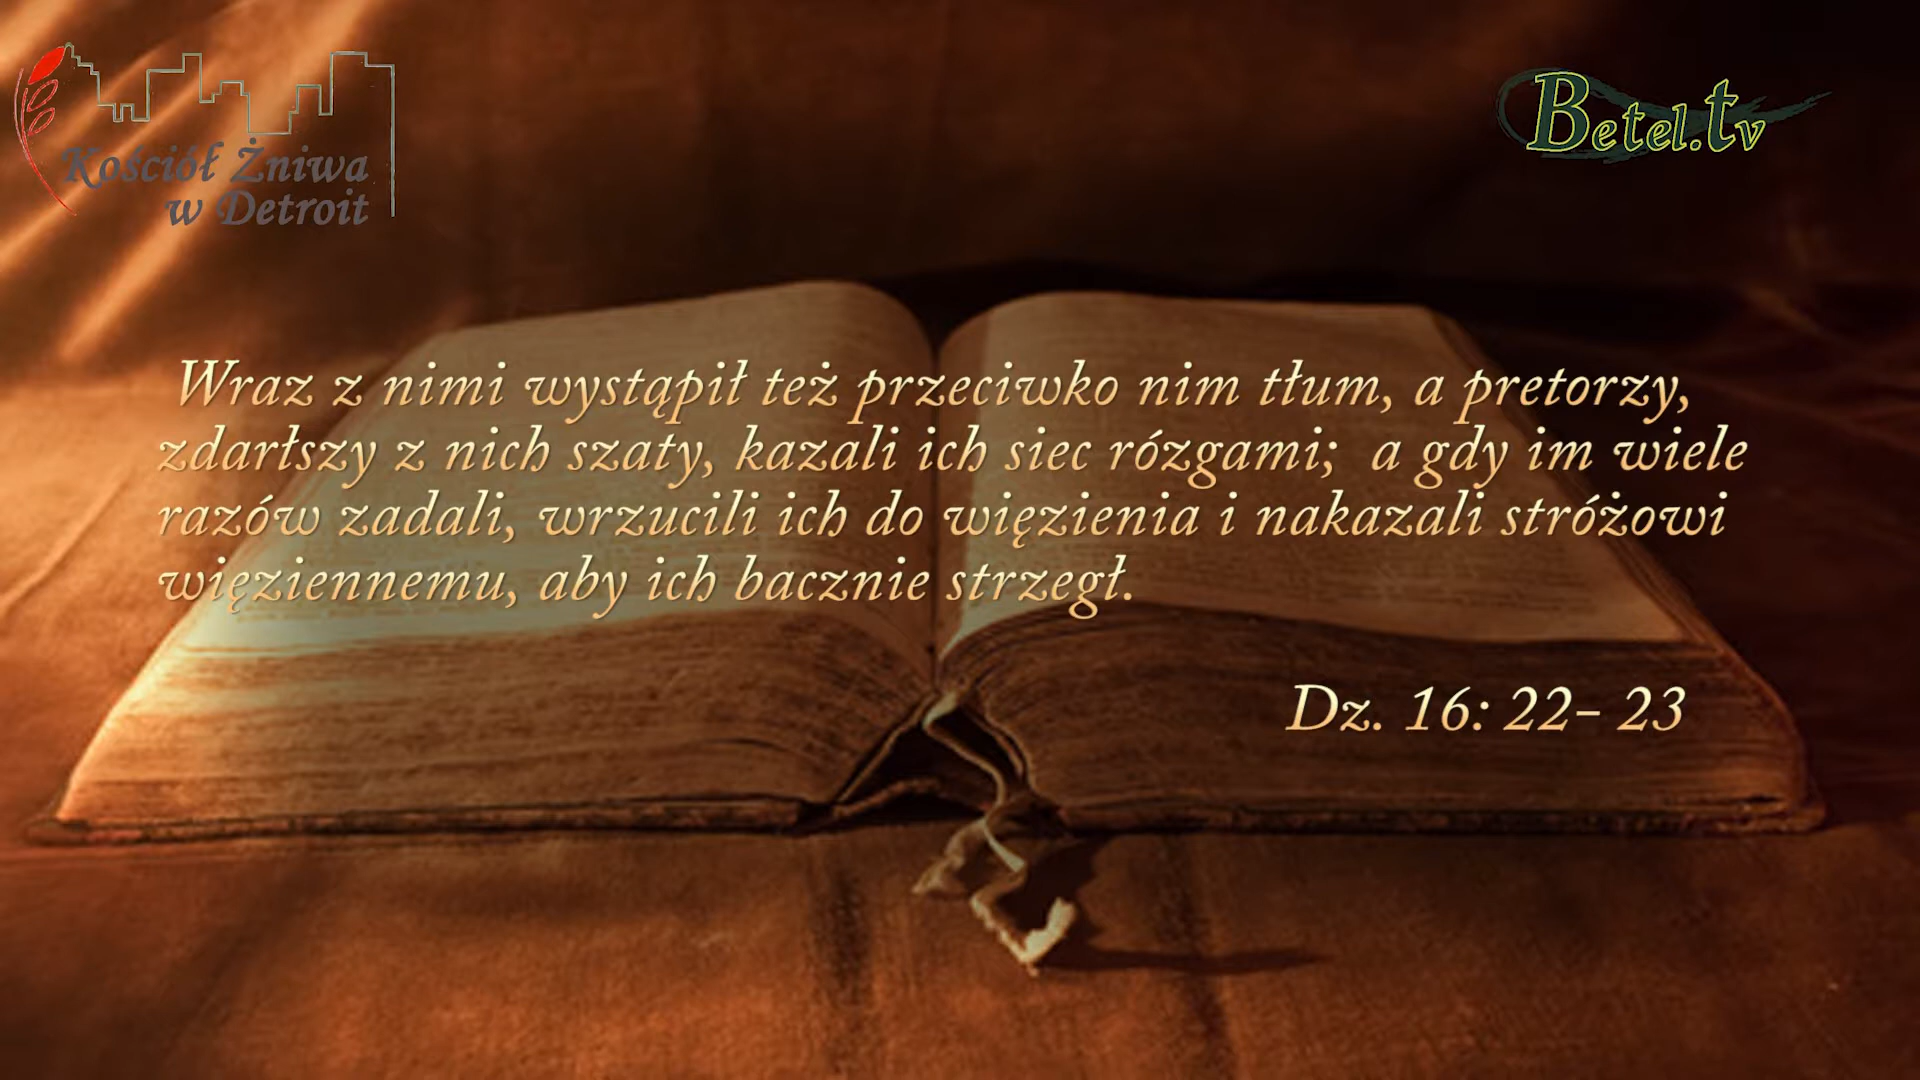 Kościół Żniwa
w Detroit
Betel.tv
Wraz z nimi wystąpił też przeciwko nim tłum, a pretorzy,
zdarłszy z nich szaty, kazali ich siec rózgami; a gdy im wiele
razów zadali, wrzucili ich do więzienia i nakazali stróżowi
więziennemu, aby ich bacznie strzegł.
Dz. 16: 22- 23